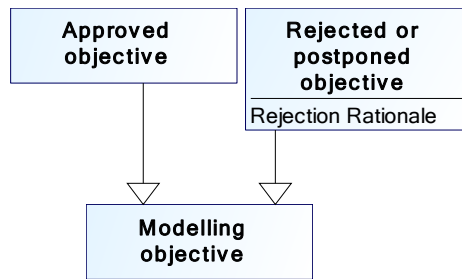 Approved
objective
Rejected or
postponed
objective
Rejection Rationale
Modelling
objective